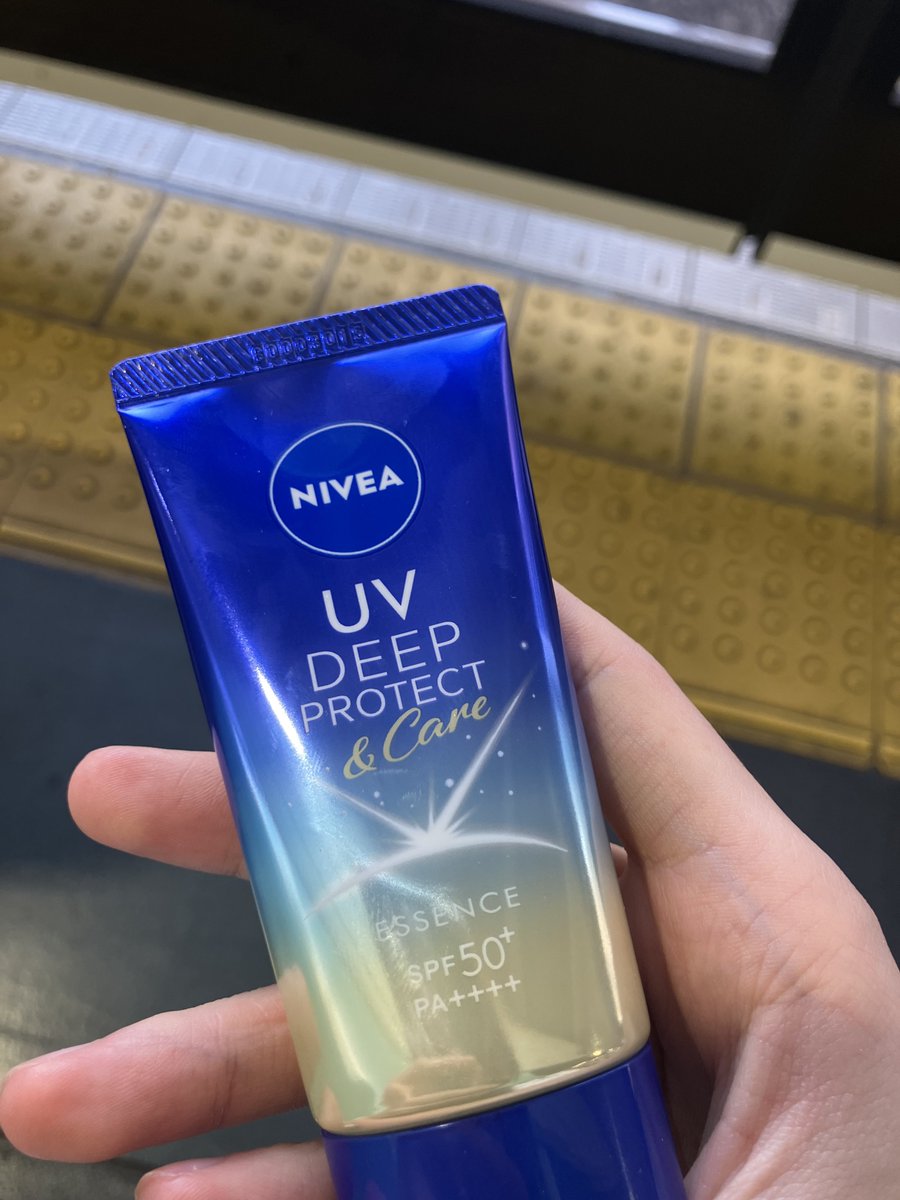 NIVEA
UV
DEEP
PROTECT
& Care
ESSENCE
SPF50+
PA++++